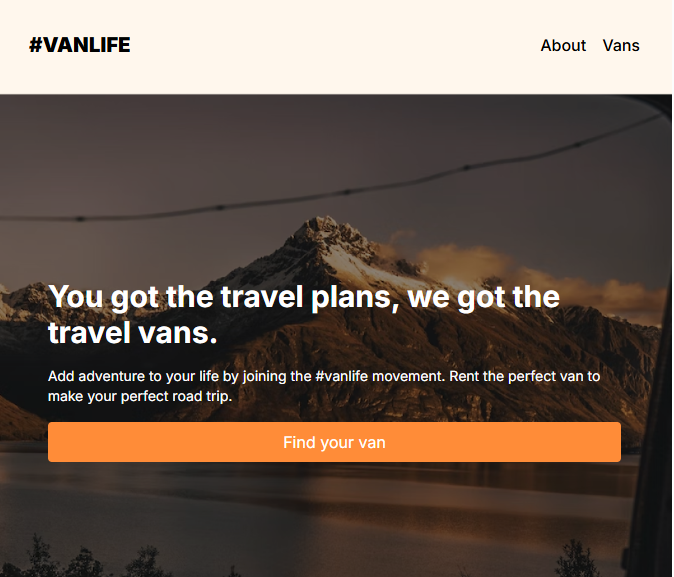 #VANLIFE
About Vans
You got the travel plans, we got the
travel vans.
Add adventure to your life by joining the #vanlife movement. Rent the perfect van to
make your perfect road trip.
Find your van